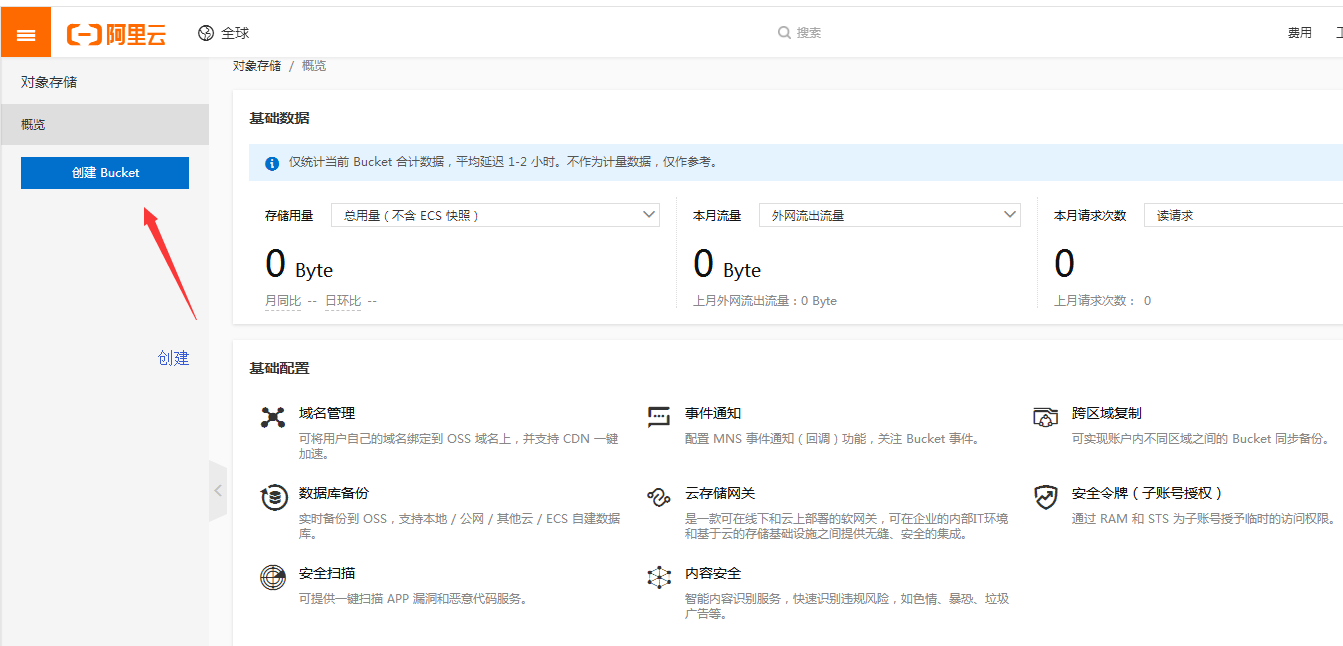 阿里云
全球
搜索
费用
对象存储
概览
创建 Bucket
创建
对象存储 / 概览
基础数据
仅统计当前 Bucket 合计数据，平均延迟 1-2 小时。不作为计量数据，仅作参考。
存储用量 总用量（不含 ECS 快照）
0 Byte
月同比 -- 日环比 --
本月流量 外网流出流量
0 Byte
上月外网流出流量：0 Byte
本月请求次数 读请求
0
上月请求次数： 0
基础配置
域名管理
可将用户自己的域名绑定到 OSS 域名上，并支持 CDN 一键
加速。
事件通知
配置 MNS 事件通知（回调）功能，关注 Bucket 事件。
跨区域复制
可实现账户内不同区域之间的 Bucket 同步备份。
数据库备份
实时备份到 OSS，支持本地 / 公网 / 其他云 / ECS 自建数据
库。
云存储网关
是一款可在线下和云上部署的软网关，可在企业的内部IT环境
和基于云的存储基础设施之间提供无缝、安全的集成。
安全令牌（子账号授权）
通过 RAM 和 STS 为子账号授予临时的访问权限。
安全扫描
可提供一键扫描 APP 漏洞和恶意代码服务。
内容安全
智能内容识别服务，快速识别违规风险，如色情、暴恐、垃圾
广告等。